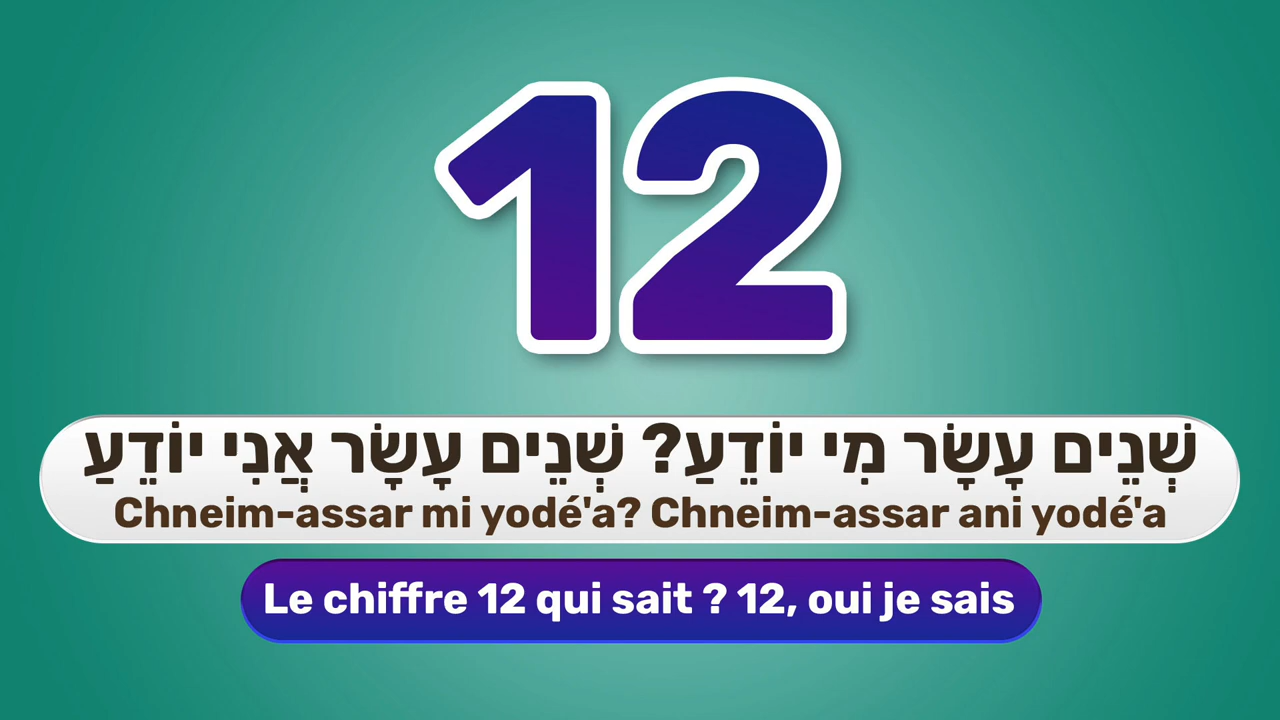 12
שְׁנֵים עָשָׂר מִי יוֹדֵעַ? שְׁנֵים עָשָׂר אֲנִי יוֹדֵעַ
Chneim-assar mi yodé'a? Chneim-assar ani yodé'a
Le chiffre 12 qui sait ? 12, oui je sais